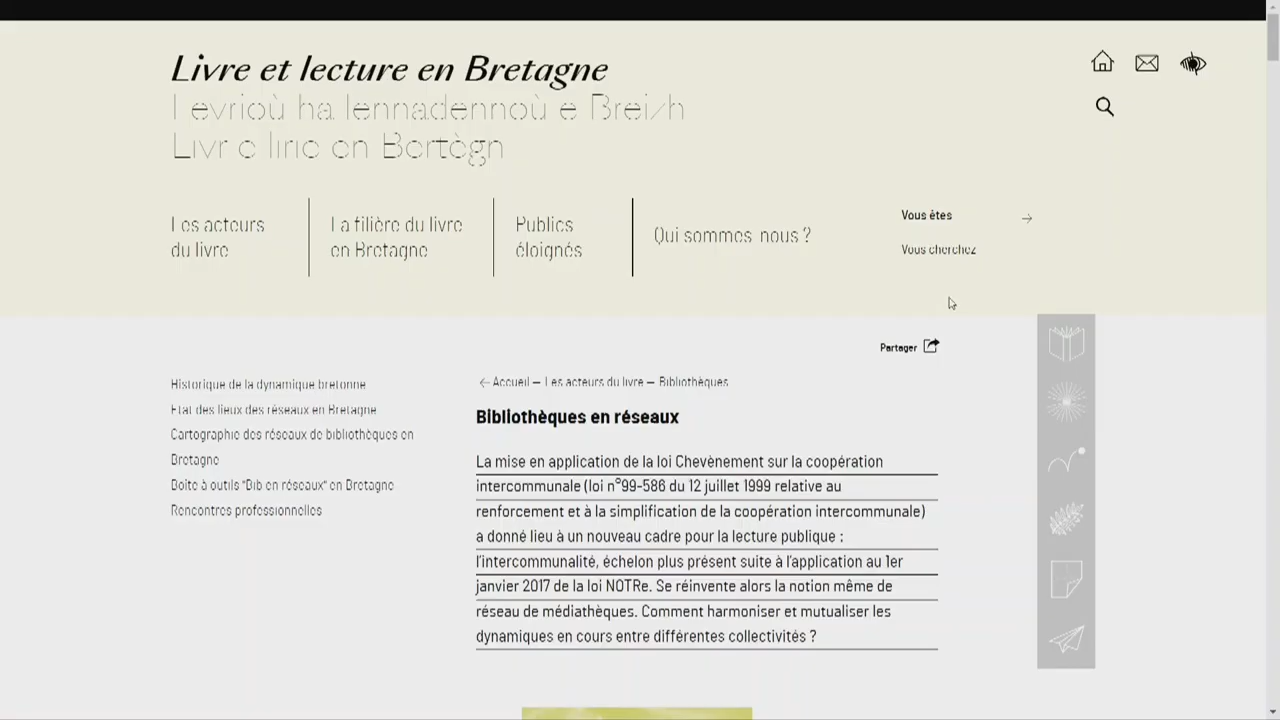 Livre et lecture en Bretagne
Levrioù ha lennadennoù e Breizh
Livr e lirie en Bertègn
Les acteurs
du livre
La filière du livre
en Bretagne
Publics
éloignés
Qui sommes-nous ?
Vous êtes
Vous cherchez
Partager
Historique de la dynamique bretonne
Etat des lieux des réseaux en Bretagne
Cartographie des réseaux de bibliothèques en
Bretagne
Boîte à outils "Bib en réseaux" en Bretagne
Rencontres professionnelles
Accueil – Les acteurs du livre – Bibliothèques
Bibliothèques en réseaux
La mise en application de la loi Chevènement sur la coopération
intercommunale (loi n°99-586 du 12 juillet 1999 relative au
renforcement et à la simplification de la coopération intercommunale)
a donné lieu à un nouveau cadre pour la lecture publique :
l'intercommunalité, échelon plus présent suite à l'application au 1er
janvier 2017 de la loi NOTRe. Se réinvente alors la notion même de
réseau de médiathèques. Comment harmoniser et mutualiser les
dynamiques en cours entre différentes collectivités ?